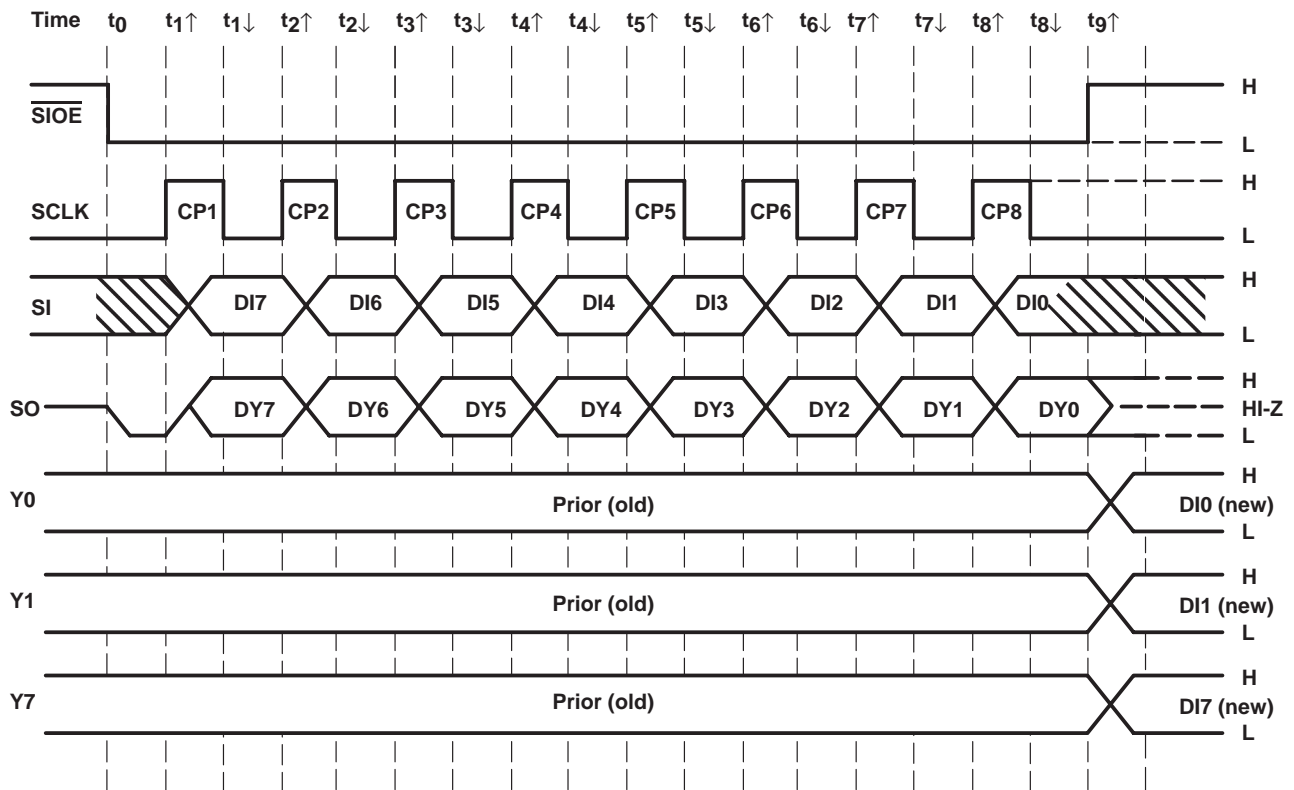 Time t0 t1↑ t1↓ t2↑ t2↓ t3↑ t3↓ t4↑ t4↓ t5↑ t5↓ t6↑ t6↓ t7↑ t7↓ t8↑ t8↓ t9↑
H
SIOE
L
H
SCLK CP1 CP2 CP3 CP4 CP5 CP6 CP7 CP8
L
H
SI DI7 DI6 DI5 DI4 DI3 DI2 DI1 DI0
L
H
SO DY7 DY6 DY5 DY4 DY3 DY2 DY1 DY0 HI-Z
L
H
Y0 Prior (old) DI0 (new)
L
H
Y1 Prior (old) DI1 (new)
L
H
Y7 Prior (old) DI7 (new)
L